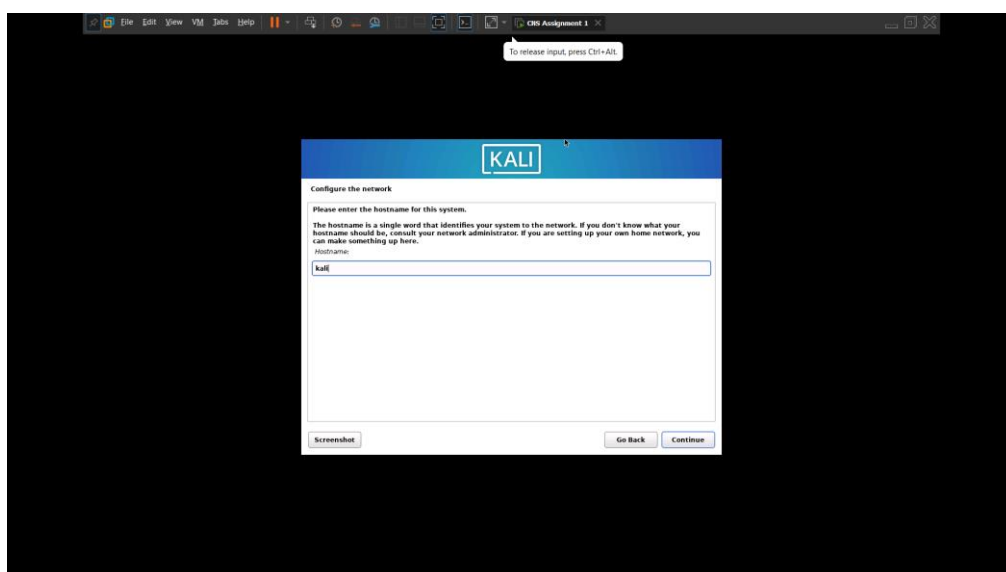 File Edit View VM Tabs Help CNS Assignment 1
To release input, press Ctrl+Alt.
KALI
Configure the network
Please enter the hostname for this system.
The hostname is a single word that identifies your system to the network. If you don't know what your
hostname should be, consult your network administrator. If you are setting up your own home network, you
can make something up here.
Hostname:
kali
Screenshot Go Back Continue